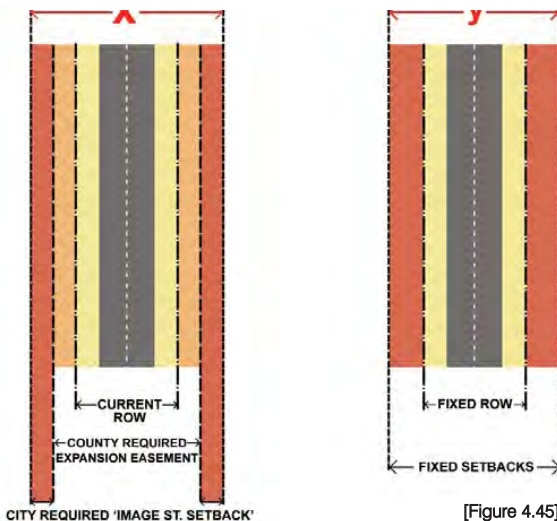 X
y
CURRENT
ROW
COUNTY REQUIRED
EXPANSION EASEMENT
CITY REQUIRED 'IMAGE ST. SETBACK'
FIXED ROW
FIXED SETBACKS
[Figure 4.45]